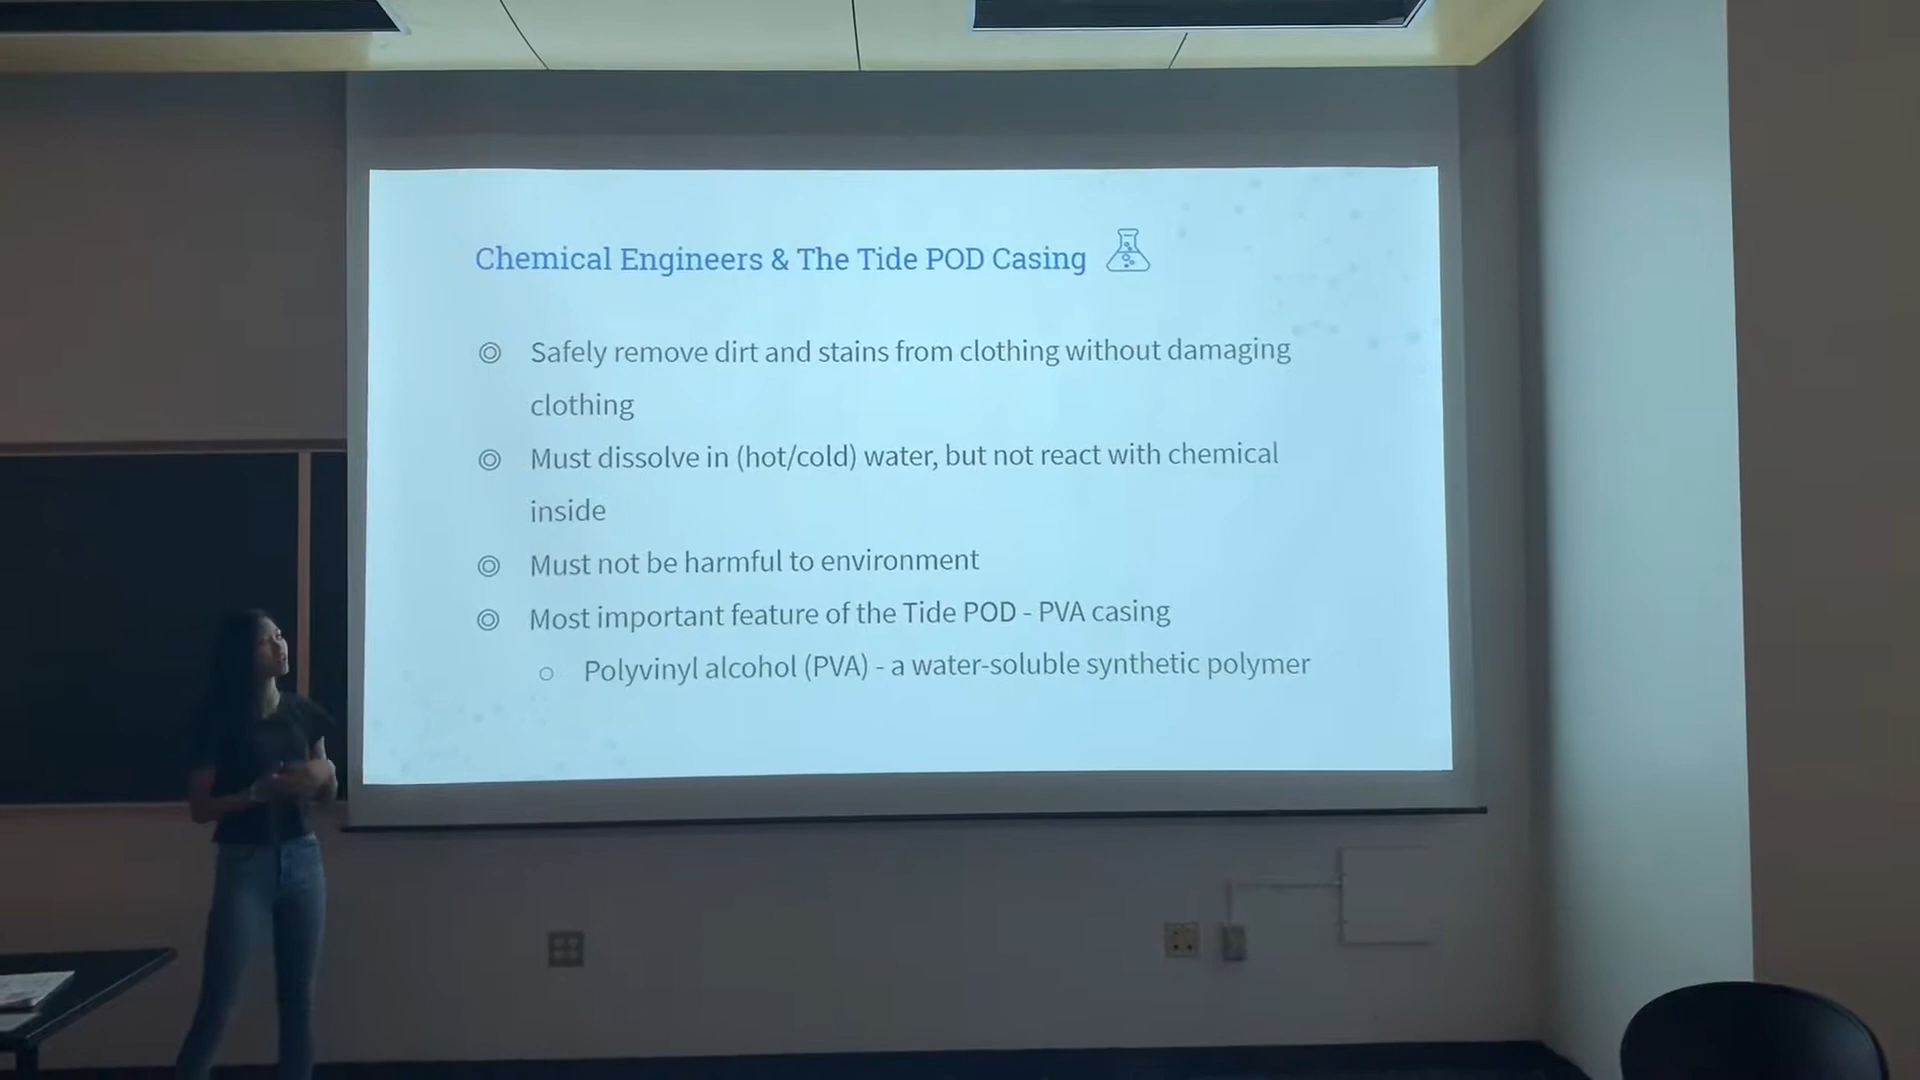 Chemical Engineers & The Tide POD Casing
Safely remove dirt and stains from clothing without damaging
clothing
Must dissolve in (hot/cold) water, but not react with chemical
inside
Must not be harmful to environment
Most important feature of the Tide POD - PVA casing
Polyvinyl alcohol (PVA) - a water-soluble synthetic polymer